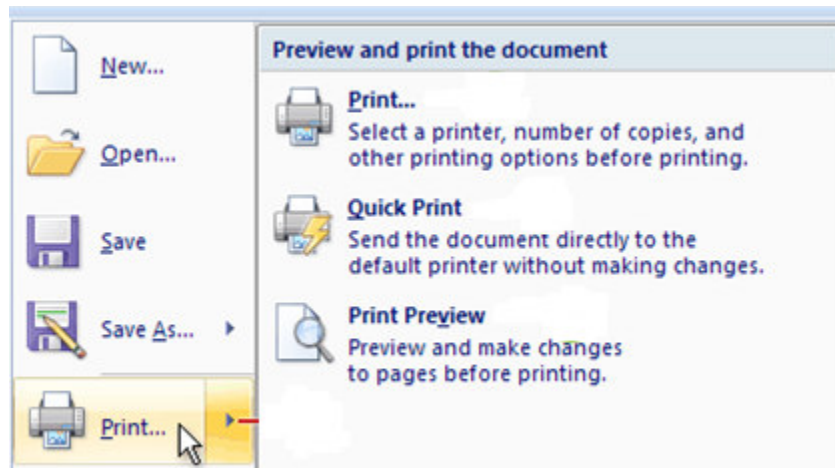 New...
Open...
Save
Save As...
Print...
Preview and print the document
Print...
Select a printer, number of copies, and
other printing options before printing.
Quick Print
Send the document directly to the
default printer without making changes.
Print Preview
Preview and make changes
to pages before printing.